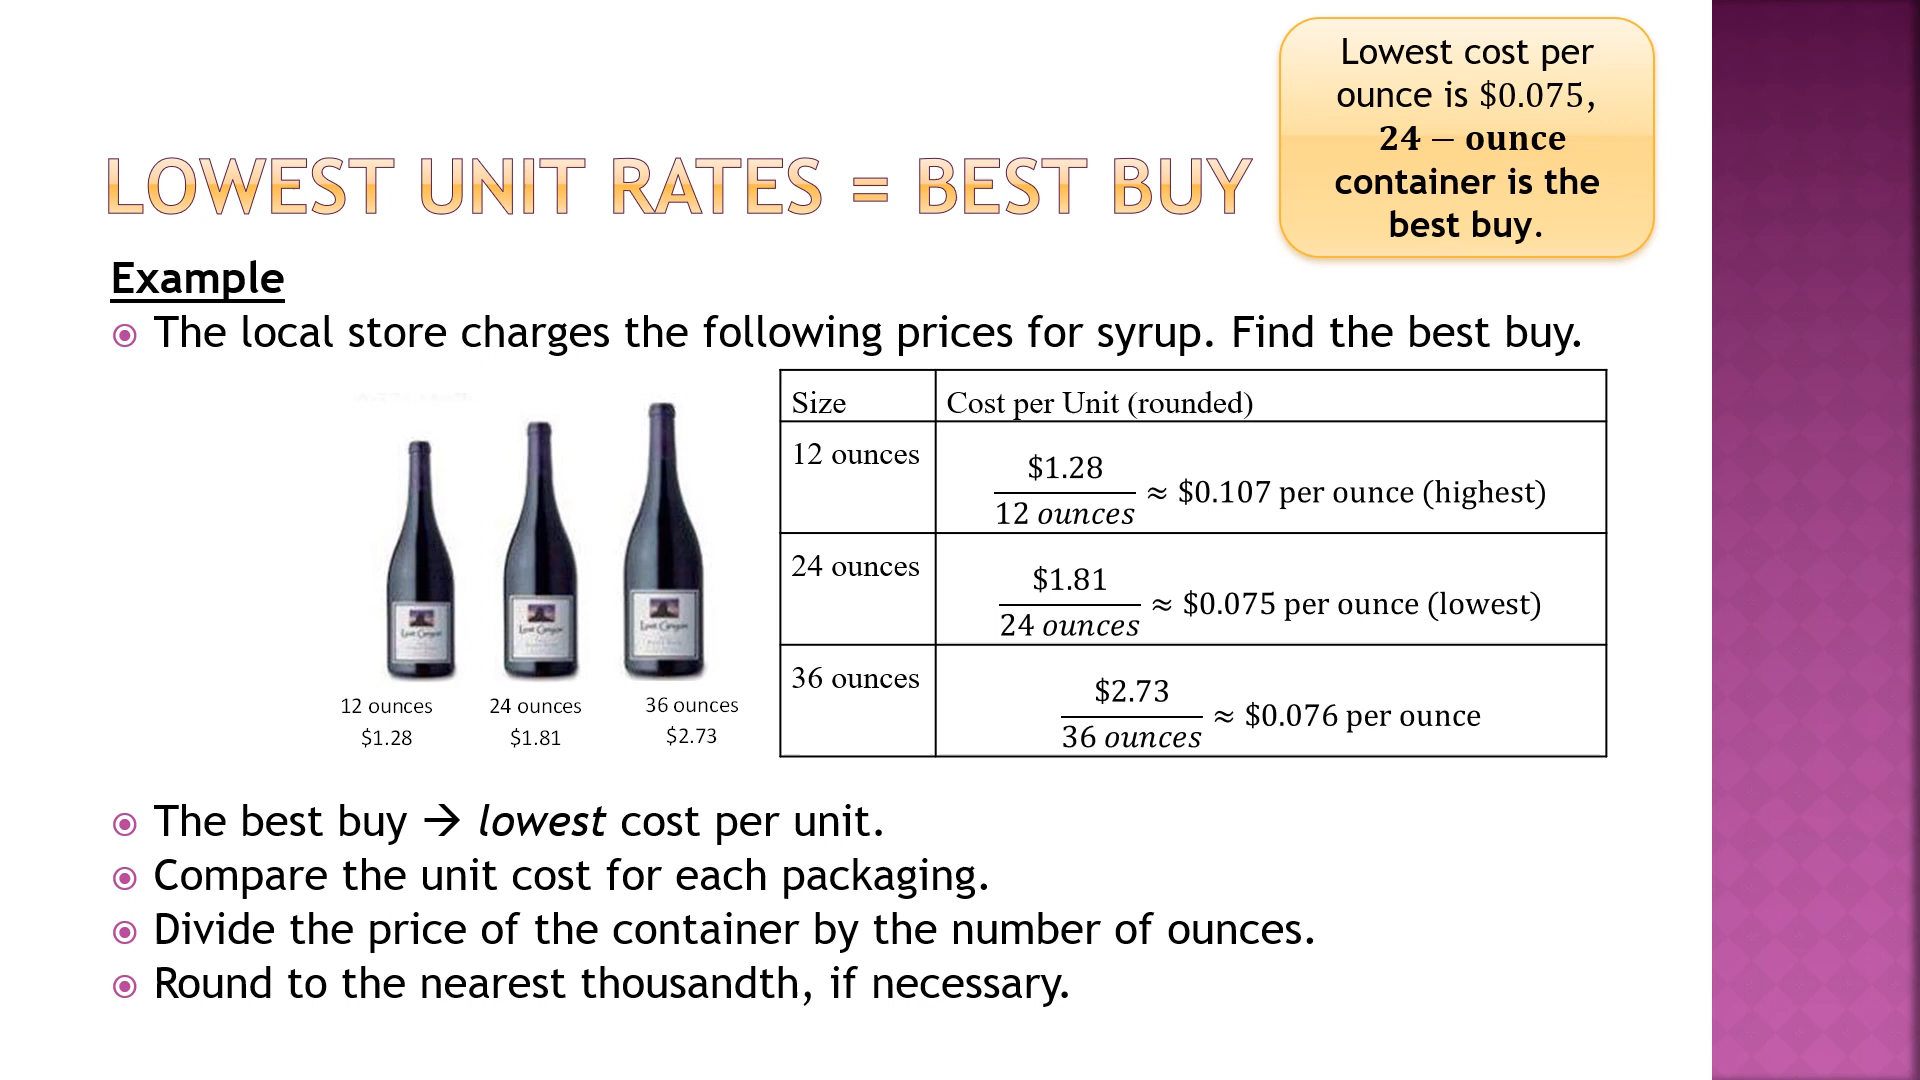 Lowest cost per
ounce is $0.075,
24 − ounce
container is the
best buy.
LOWEST UNIT RATES = BEST BUY
Example
The local store charges the following prices for syrup. Find the best buy.
12 ounces
$1.28
24 ounces
$1.81
36 ounces
$2.73
Size Cost per Unit (rounded)
12 ounces $1.28/12 ounces ≈ $0.107 per ounce (highest)
24 ounces $1.81/24 ounces ≈ $0.075 per ounce (lowest)
36 ounces $2.73/36 ounces ≈ $0.076 per ounce
The best buy → lowest cost per unit.
Compare the unit cost for each packaging.
Divide the price of the container by the number of ounces.
Round to the nearest thousandth, if necessary.